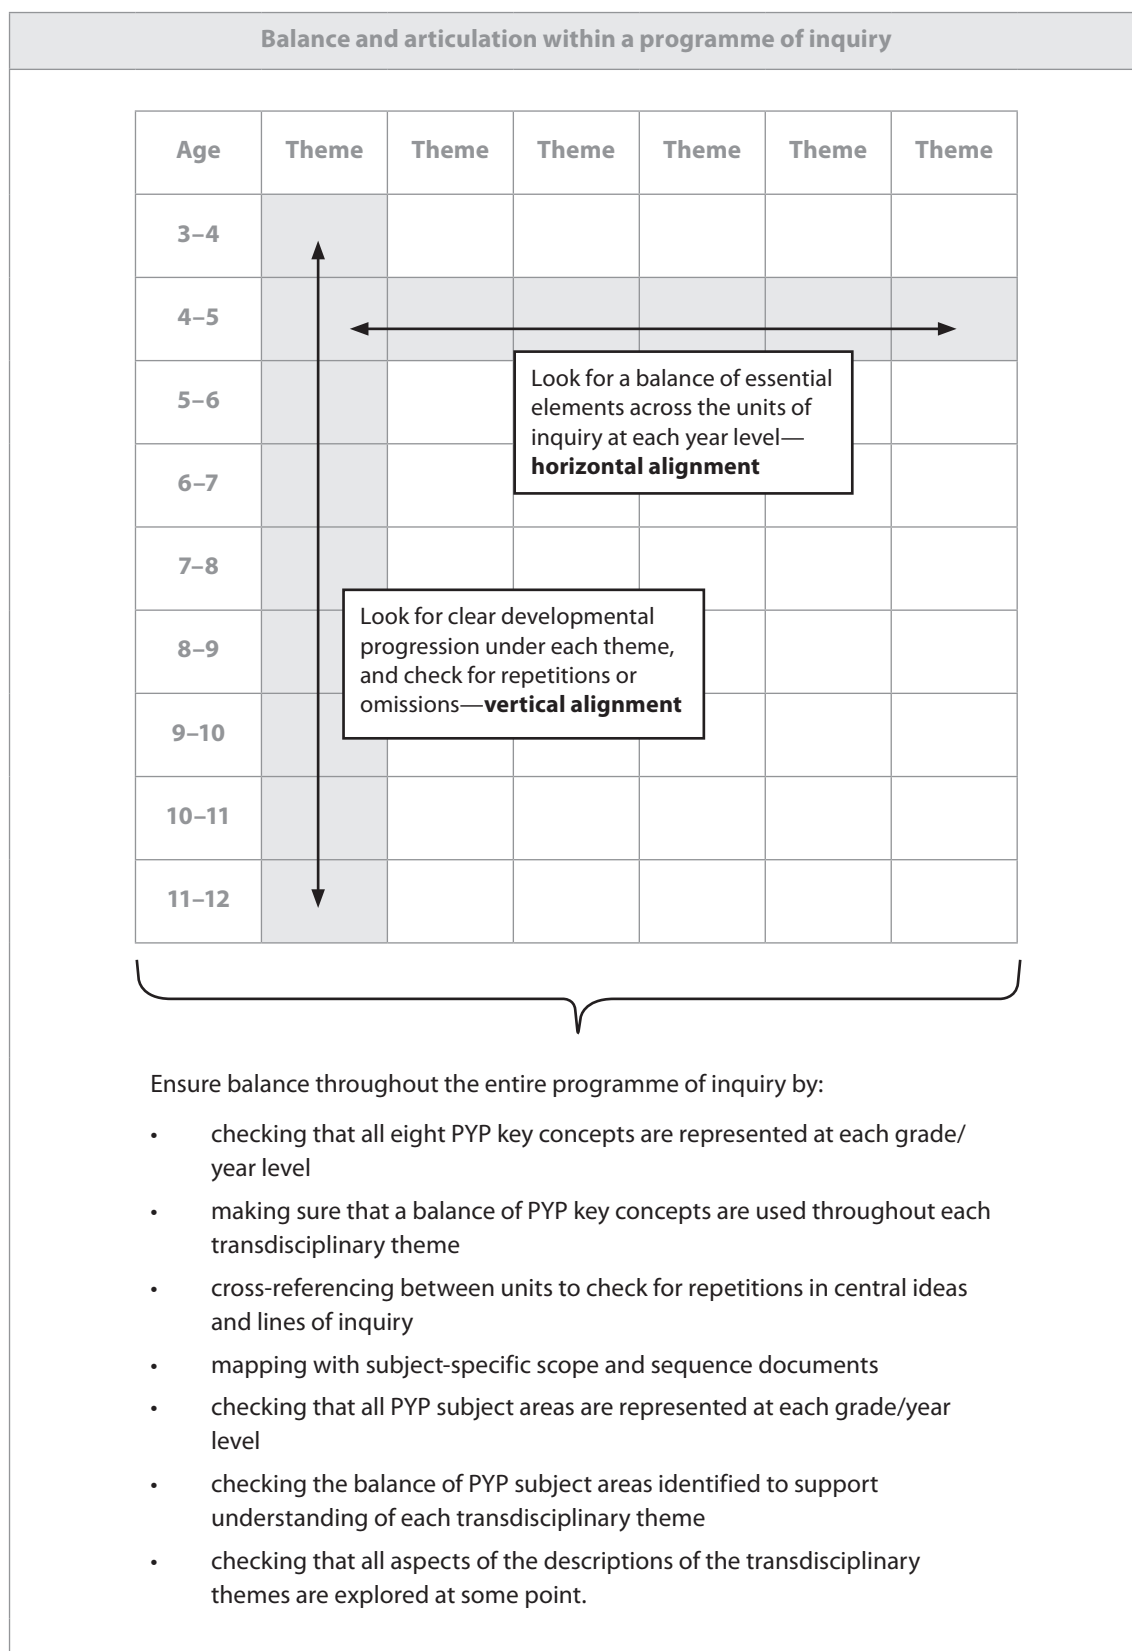 Balance and articulation within a programme of inquiry
Age Theme Theme Theme Theme Theme Theme
3–4
4–5
Look for a balance of essential
elements across the units of
inquiry at each year level—
horizontal alignment
5–6
6–7
7–8
Look for clear developmental
progression under each theme,
and check for repetitions or
omissions—vertical alignment
8–9
9–10
10–11
11–12
Ensure balance throughout the entire programme of inquiry by:
• checking that all eight PYP key concepts are represented at each grade/
year level
• making sure that a balance of PYP key concepts are used throughout each
transdisciplinary theme
• cross-referencing between units to check for repetitions in central ideas
and lines of inquiry
• mapping with subject-specific scope and sequence documents
• checking that all PYP subject areas are represented at each grade/year
level
• checking the balance of PYP subject areas identified to support
understanding of each transdisciplinary theme
• checking that all aspects of the descriptions of the transdisciplinary
themes are explored at some point.